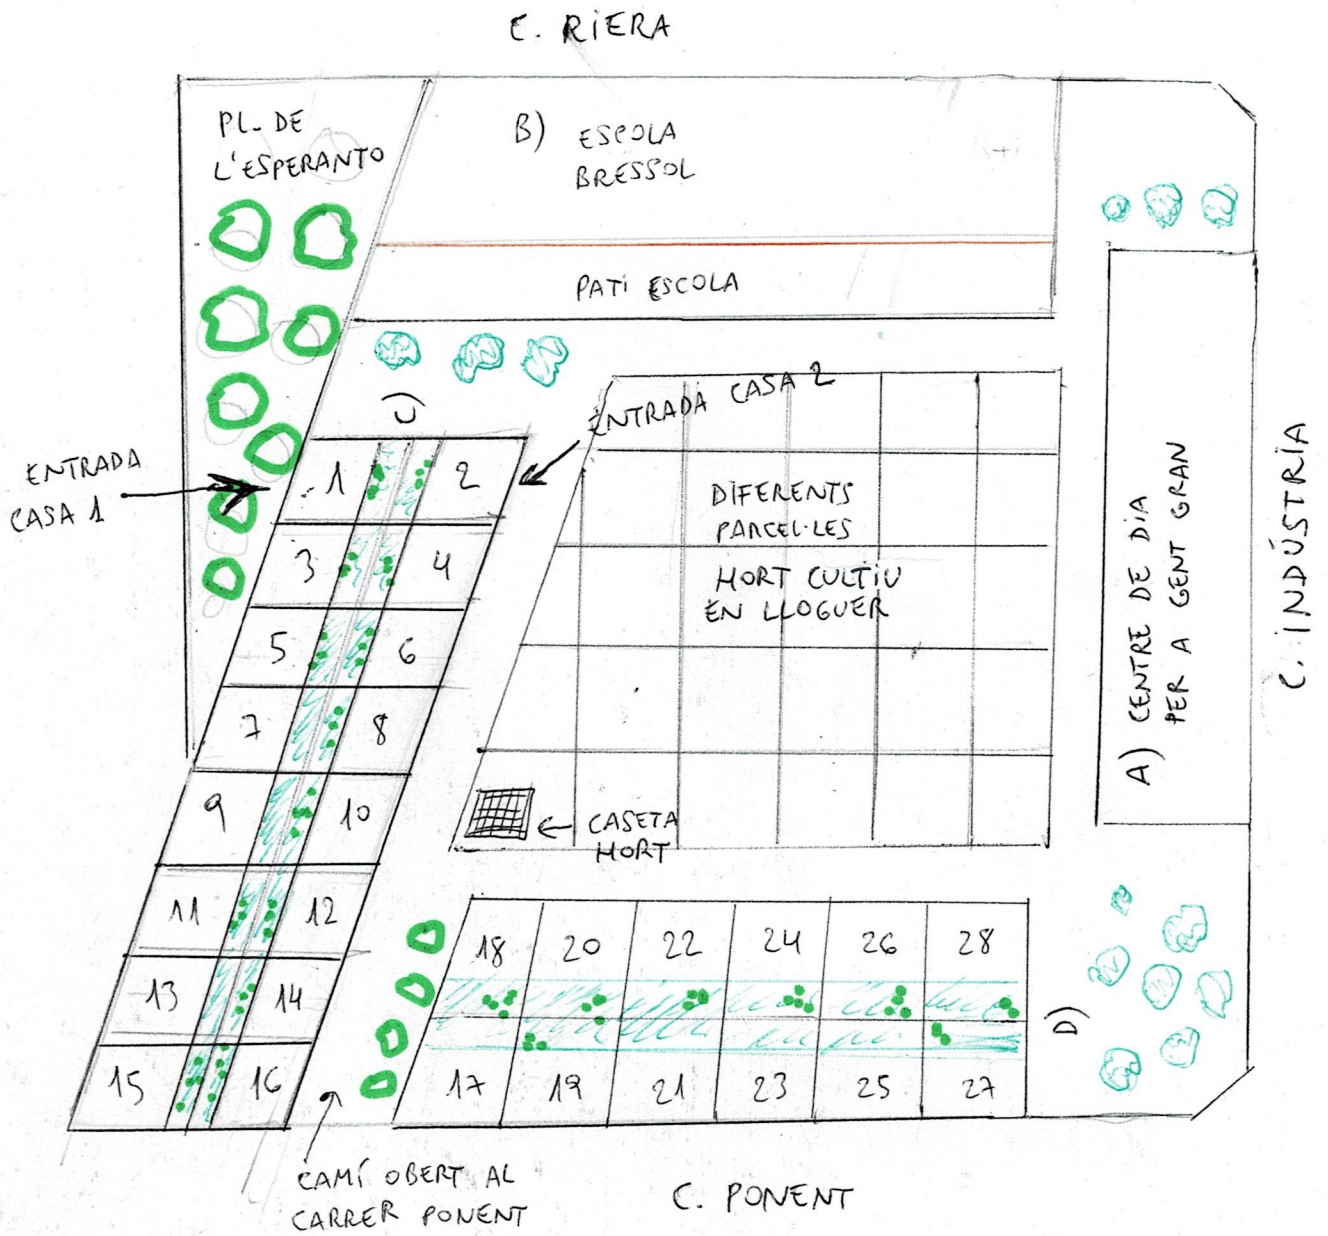 C. RIERA
PL. DE
L'ESPERANTO
B) ESCOLA
BRESSOL
PATI ESCOLA
C)
ENTRADA CASA 2
ENTRADA
CASA 1
1
2
3
4
5
6
7
8
9
10
11
12
13
14
15
16
DIFERENTS
PARCEL·LES
HORT CULTIU
EN LLOGUER
CASETA
HORT
A) CENTRE DE DIA
PER A GENT GRAN
C. INDÚSTRIA
18 20 22 24 26 28
17 19 21 23 25 27
D)
CAMÍ OBERT AL
CARRER PONENT
C. PONENT